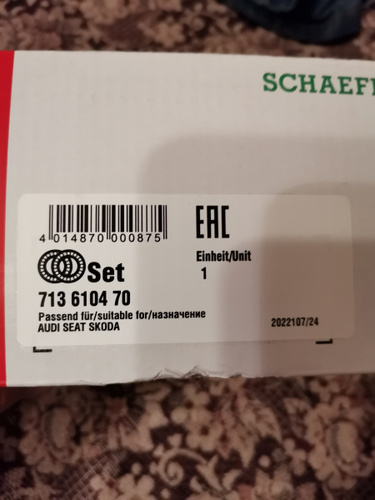 SCHAEF
4 014870 000875
EAC
Einheit/Unit
1
Set
713 6104 70
Passend für/suitable for/назначение
AUDI SEAT SKODA
2022107/24